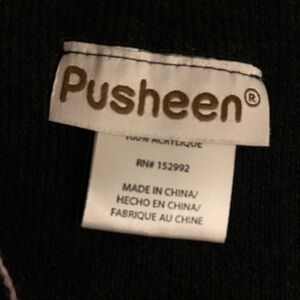 Pusheen®
100% ACRYLIQUE
RN# 152992
MADE IN CHINA/
HECHO EN CHINA/
FABRIQUE AU CHINE